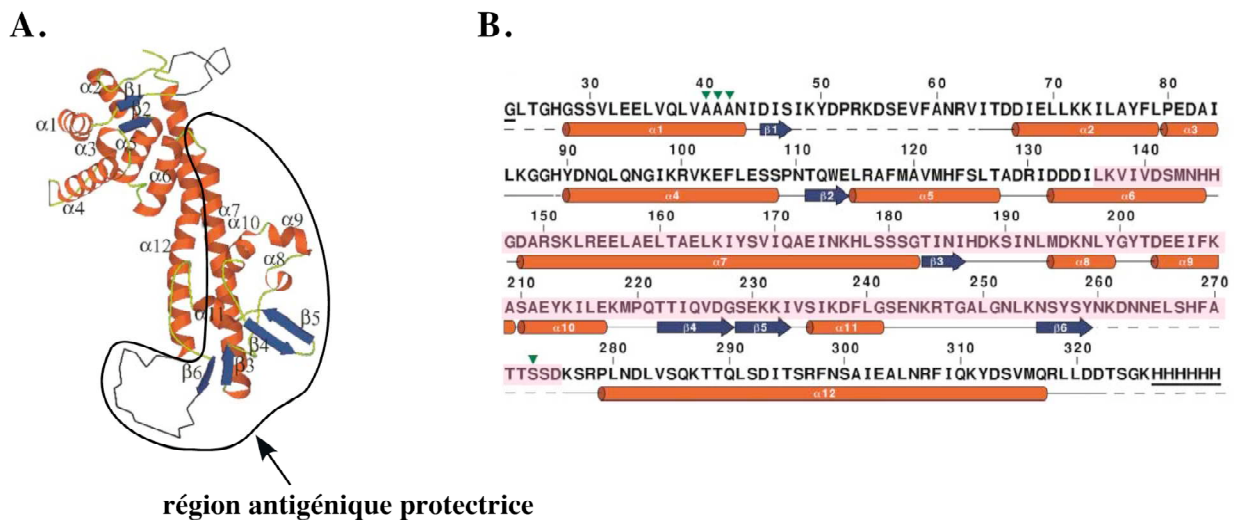 A.
α2
β1
β2
α1
α3
α5
α6
α4
α7
α10
α9
α12
α8
α11
β5
β4
β3
β6
région antigénique protectrice
B.
30 40 50 60 70 80
GLTGHGSSVLEELVQLVAAANIDISIKYDPRKDSEVFANRVITDDIELLKKILAYFLPEDAI
α1 β1 α2 α3
90 100 110 120 130 140
LKGGHYDNQLQNGIKRVKEFLESSPNTQWELRAFMAVMHFSLTADRIDDDILKVIVDSMNHH
α4 β2 α5 α6
150 160 170 180 190 200
GDARSKLREELAELTAELKIYSVIQAEINKHLSSSGTINIHDKSINLMDKNLYGYTDEEIFK
α7 β3 α8 α9
210 220 230 240 250 260 270
ASAEYKILEKMPQTTIQVDGSEKKIVSIKDFLGSENKRTGALGNLKNSYSYNKDNNELSHFA
α10 β4 β5 α11 β6
280 290 300 310 320
TTSSDKSRPLNDLVSQKTTQLSDITSRFNSAIEALNRFIQKYDSVMQRLLDDTSGKHHHHHH
α12